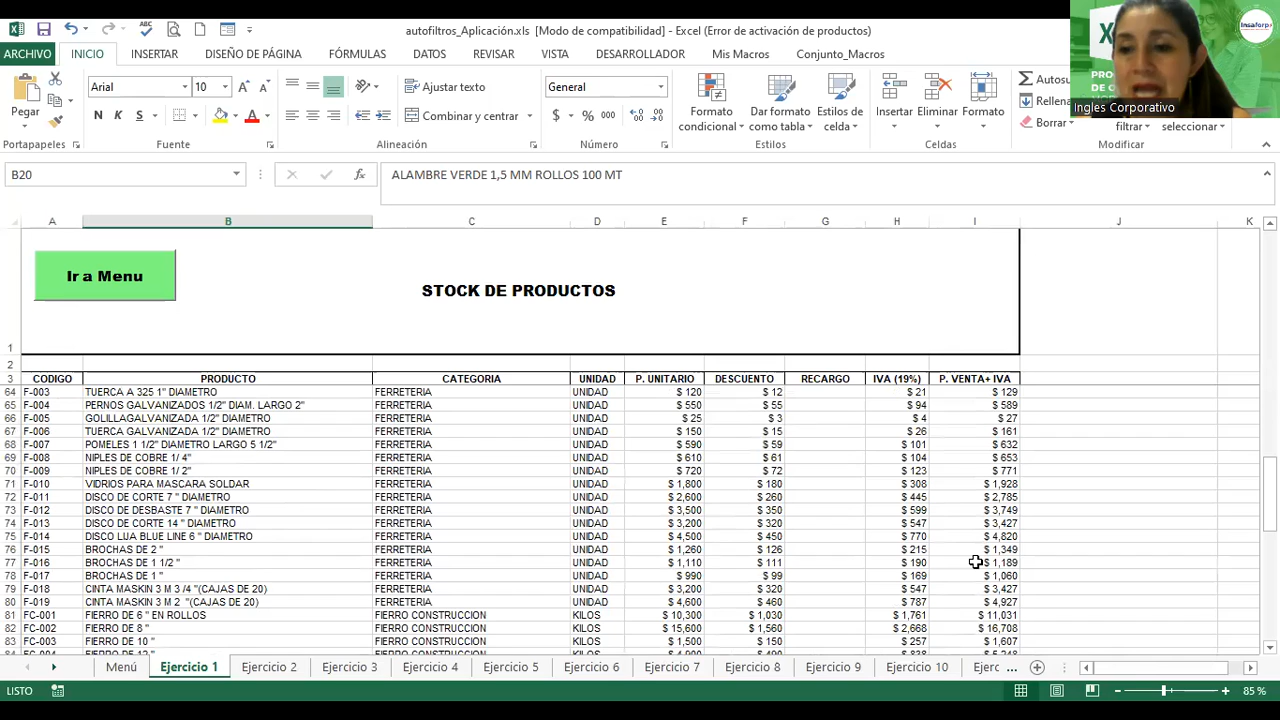 autofiltros_Aplicación.xls [Modo de compatibilidad] - Excel (Error de activación de productos)
ARCHIVO INICIO INSERTAR DISEÑO DE PÁGINA FÓRMULAS DATOS REVISAR VISTA DESARROLLADOR Mis Macros Conjunto_Macros
Insaforp
Ingles Corporativo
Pegar
Arial 10
N K S
Ajustar texto
Combinar y centrar
General
$ % 000
Formato condicional
Dar formato como tabla
Estilos de celda
Insertar
Eliminar
Formato
Rellena
Borrar
filtrar
seleccionar
Portapapeles Fuente Alineación Número Estilos Celdas Modificar
B20 fx ALAMBRE VERDE 1,5 MM ROLLOS 100 MT
A B C D E F G H I J K
Ir a Menu
STOCK DE PRODUCTOS
1
2
3 CODIGO PRODUCTO CATEGORIA UNIDAD P. UNITARIO DESCUENTO RECARGO IVA (19%) P. VENTA+ IVA
64 F-003 TUERCA A 325 1" DIAMETRO FERRETERIA UNIDAD $ 120 $ 12 $ 21 $ 129
65 F-004 PERNOS GALVANIZADOS 1/2" DIAM. LARGO 2" FERRETERIA UNIDAD $ 550 $ 55 $ 94 $ 589
66 F-005 GOLILLAGALVANIZADA 1/2" DIAMETRO FERRETERIA UNIDAD $ 25 $ 3 $ 4 $ 27
67 F-006 TUERCA GALVANIZADA 1/2" DIAMETRO FERRETERIA UNIDAD $ 150 $ 15 $ 26 $ 161
68 F-007 POMELES 1 1/2" DIAMETRO LARGO 5 1/2" FERRETERIA UNIDAD $ 590 $ 59 $ 101 $ 632
69 F-008 NIPLES DE COBRE 1/ 4" FERRETERIA UNIDAD $ 610 $ 61 $ 104 $ 653
70 F-009 NIPLES DE COBRE 1/ 2" FERRETERIA UNIDAD $ 720 $ 72 $ 123 $ 771
71 F-010 VIDRIOS PARA MASCARA SOLDAR FERRETERIA UNIDAD $ 1,800 $ 180 $ 308 $ 1,928
72 F-011 DISCO DE CORTE 7 " DIAMETRO FERRETERIA UNIDAD $ 2,600 $ 260 $ 445 $ 2,785
73 F-012 DISCO DE DESBASTE 7 " DIAMETRO FERRETERIA UNIDAD $ 3,500 $ 350 $ 599 $ 3,749
74 F-013 DISCO DE CORTE 14 " DIAMETRO FERRETERIA UNIDAD $ 3,200 $ 320 $ 547 $ 3,427
75 F-014 DISCO LIJA BLUE LINE 6 " DIAMETRO FERRETERIA UNIDAD $ 4,500 $ 450 $ 770 $ 4,820
76 F-015 BROCHAS DE 2 " FERRETERIA UNIDAD $ 1,260 $ 126 $ 215 $ 1,349
77 F-016 BROCHAS DE 1 1/2 " FERRETERIA UNIDAD $ 1,110 $ 111 $ 190 $ 1,189
78 F-017 BROCHAS DE 1 " FERRETERIA UNIDAD $ 990 $ 99 $ 169 $ 1,060
79 F-018 CINTA MASKIN 3 M 3 /4 "(CAJAS DE 20) FERRETERIA UNIDAD $ 3,200 $ 320 $ 547 $ 3,427
80 F-019 CINTA MASKIN 3 M 2 "(CAJAS DE 20) FERRETERIA UNIDAD $ 4,600 $ 460 $ 787 $ 4,927
81 FC-001 FIERRO DE 6 " EN ROLLOS FIERRO CONSTRUCCION KILOS $ 10,300 $ 1,030 $ 1,761 $ 11,031
82 FC-002 FIERRO DE 8 " FIERRO CONSTRUCCION KILOS $ 15,600 $ 1,560 $ 2,668 $ 16,708
83 FC-003 FIERRO DE 10 " FIERRO CONSTRUCCION KILOS $ 1,500 $ 150 $ 257 $ 1,607
Menú Ejercicio 1 Ejercicio 2 Ejercicio 3 Ejercicio 4 Ejercicio 5 Ejercicio 6 Ejercicio 7 Ejercicio 8 Ejercicio 9 Ejercicio 10 Ejerc ...
LISTO 85 %